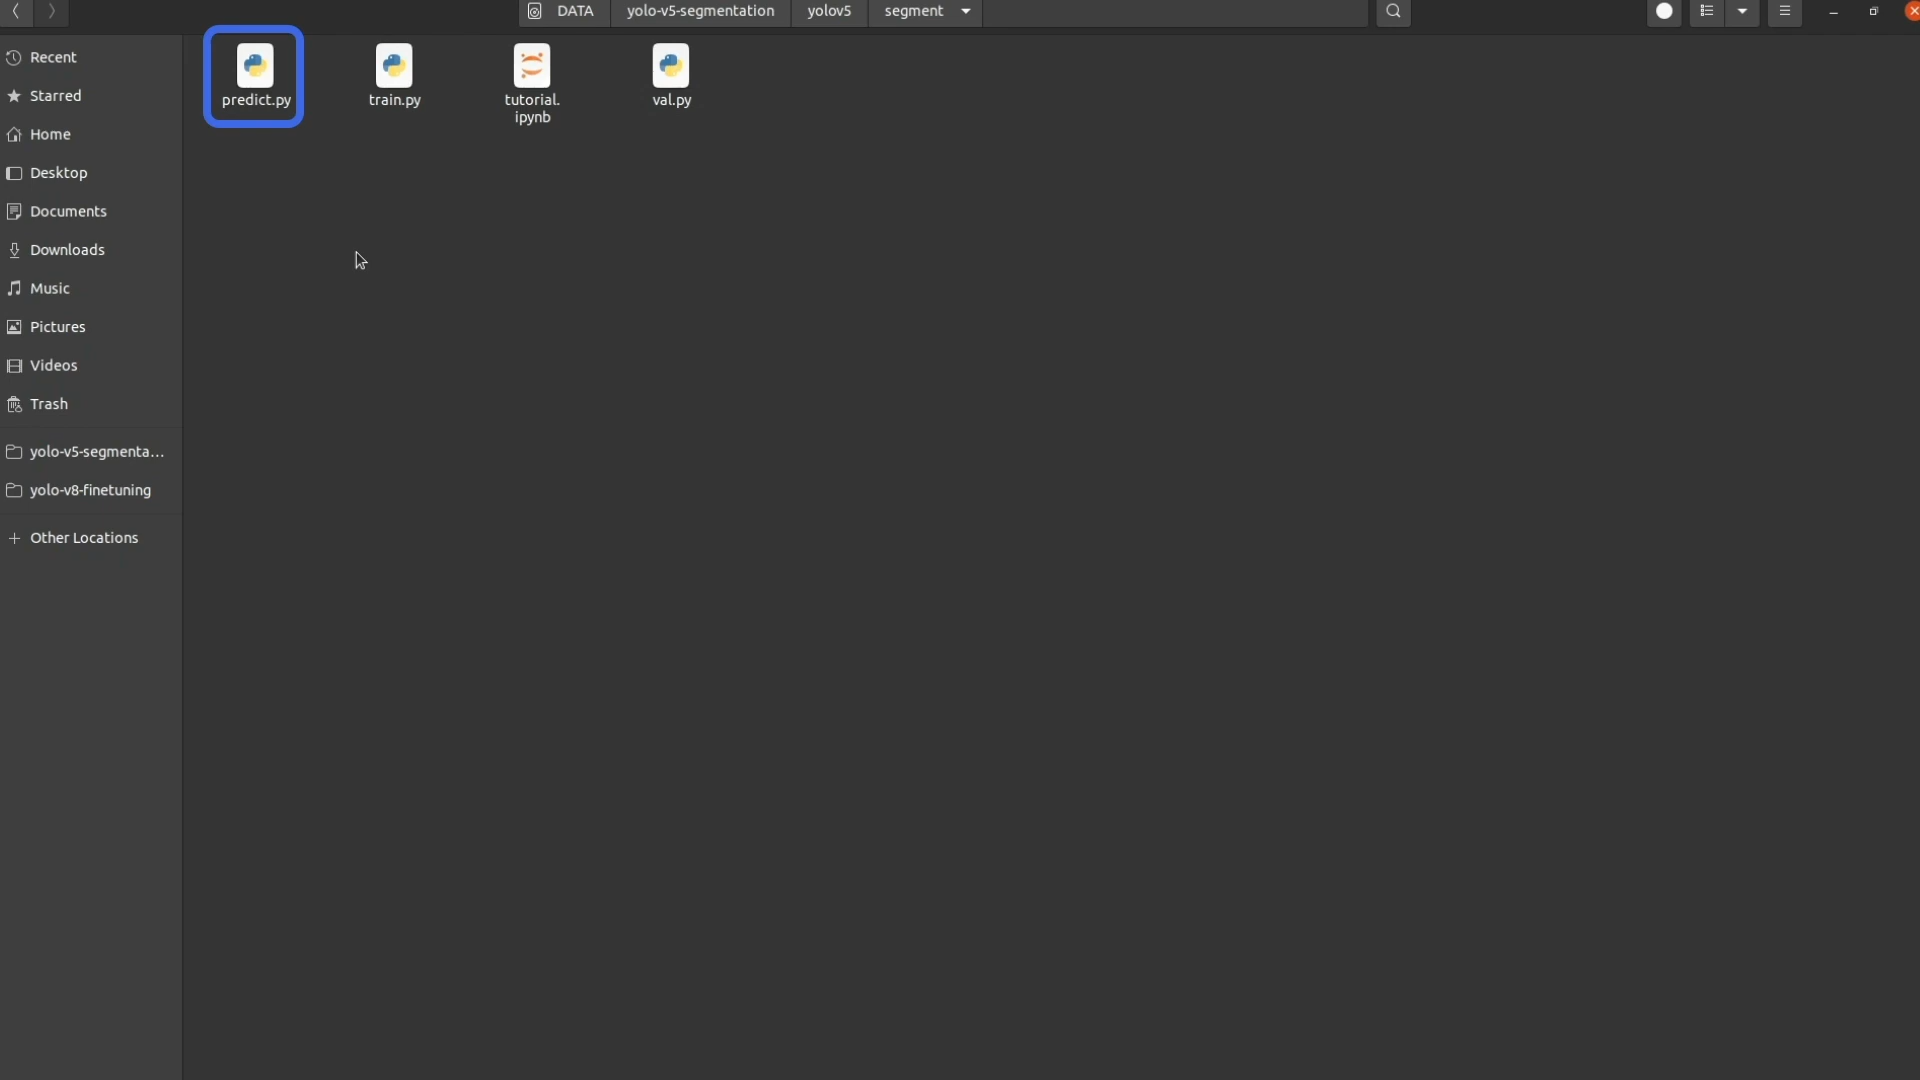 DATA yolo-v5-segmentation yolov5 segment
Recent
Starred
Home
Desktop
Documents
Downloads
Music
Pictures
Videos
Trash
yolo-v5-segmenta...
yolo-v8-finetuning
Other Locations
predict.py
train.py
tutorial.
ipynb
val.py